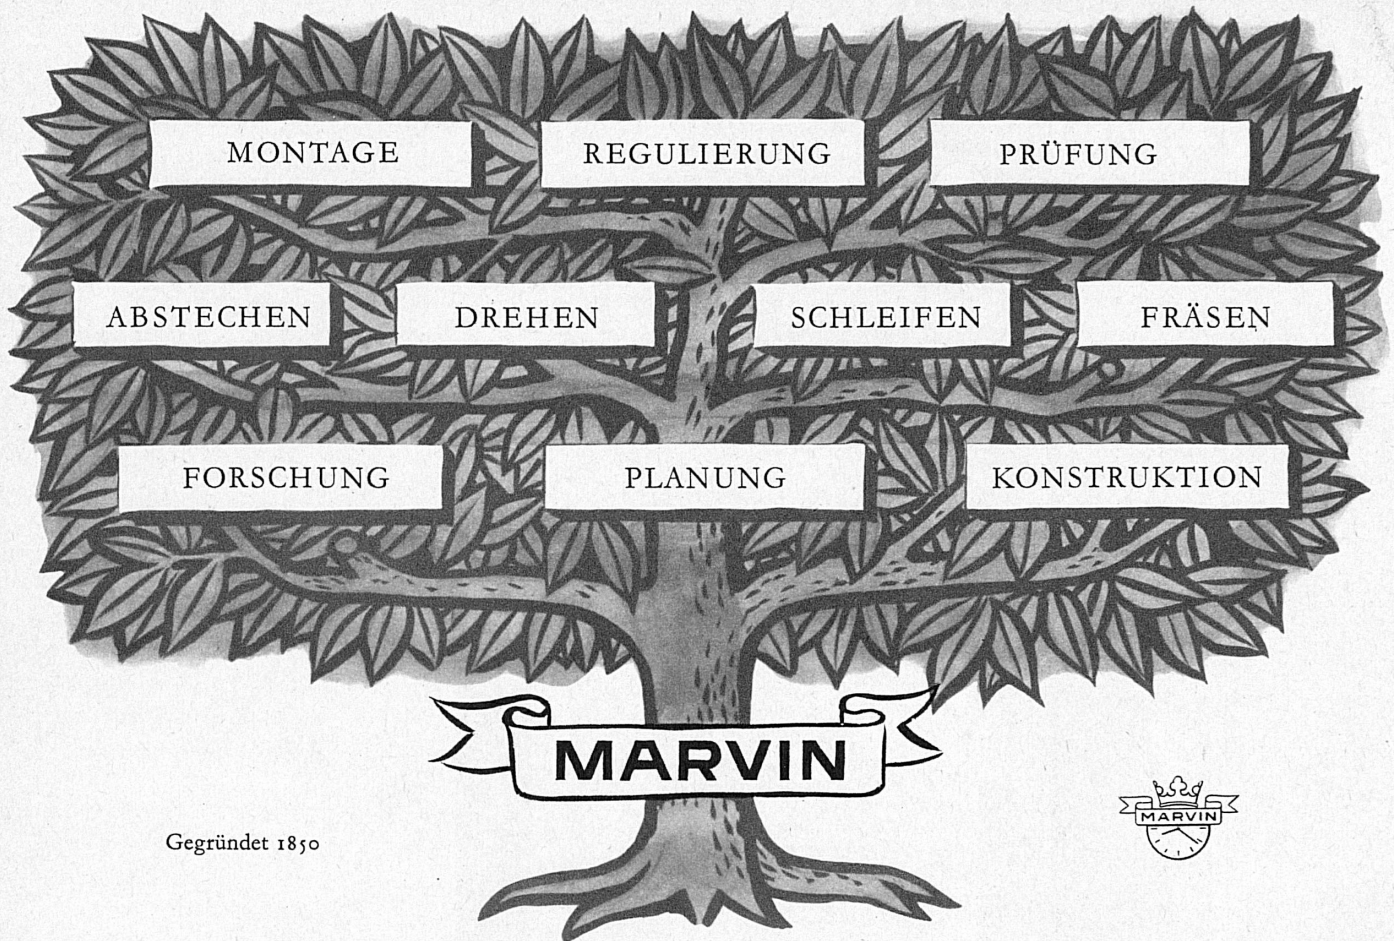 MONTAGE REGULIERUNG PRÜFUNG
ABSTECHEN DREHEN SCHLEIFEN FRÄSEN
FORSCHUNG PLANUNG KONSTRUKTION
MARVIN
MARVIN
Gegründet 1850